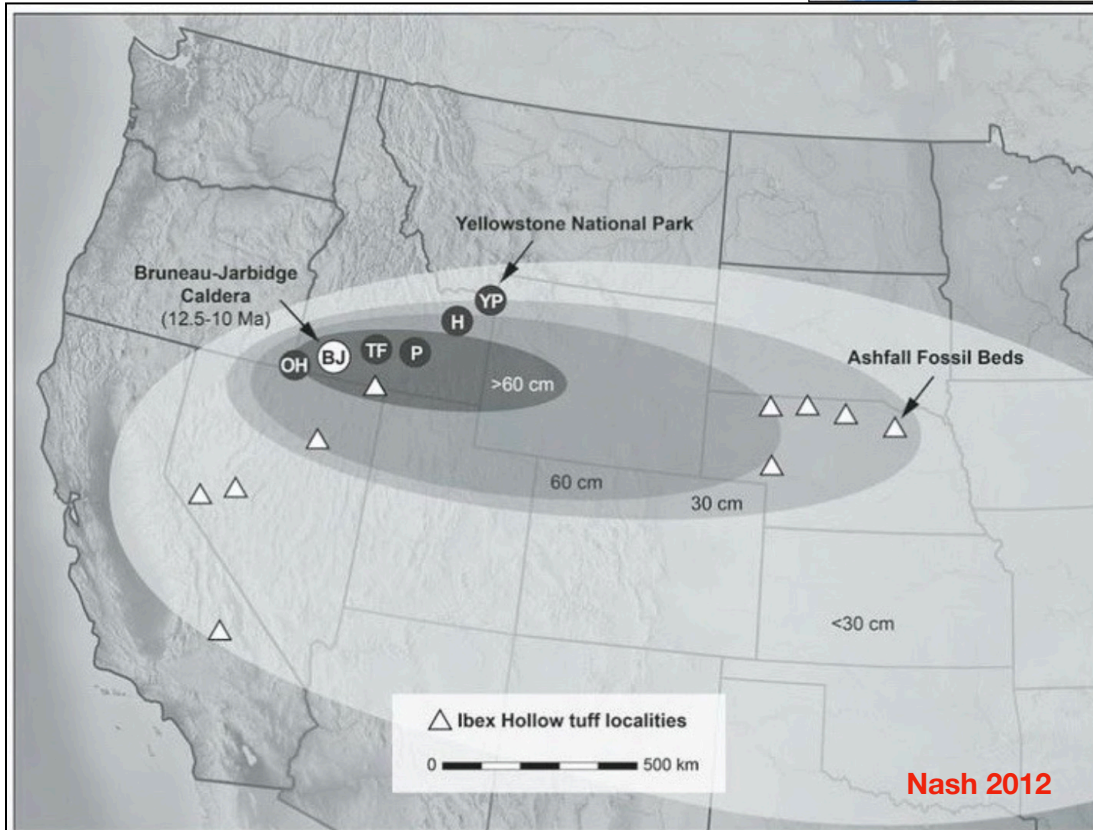 Yellowstone National Park
Bruneau-Jarbidge
Caldera
(12.5-10 Ma)
YP
H
OH
BJ
TF
P
>60 cm
Ashfall Fossil Beds
60 cm
30 cm
<30 cm
Ibex Hollow tuff localities
0
500 km
Nash 2012